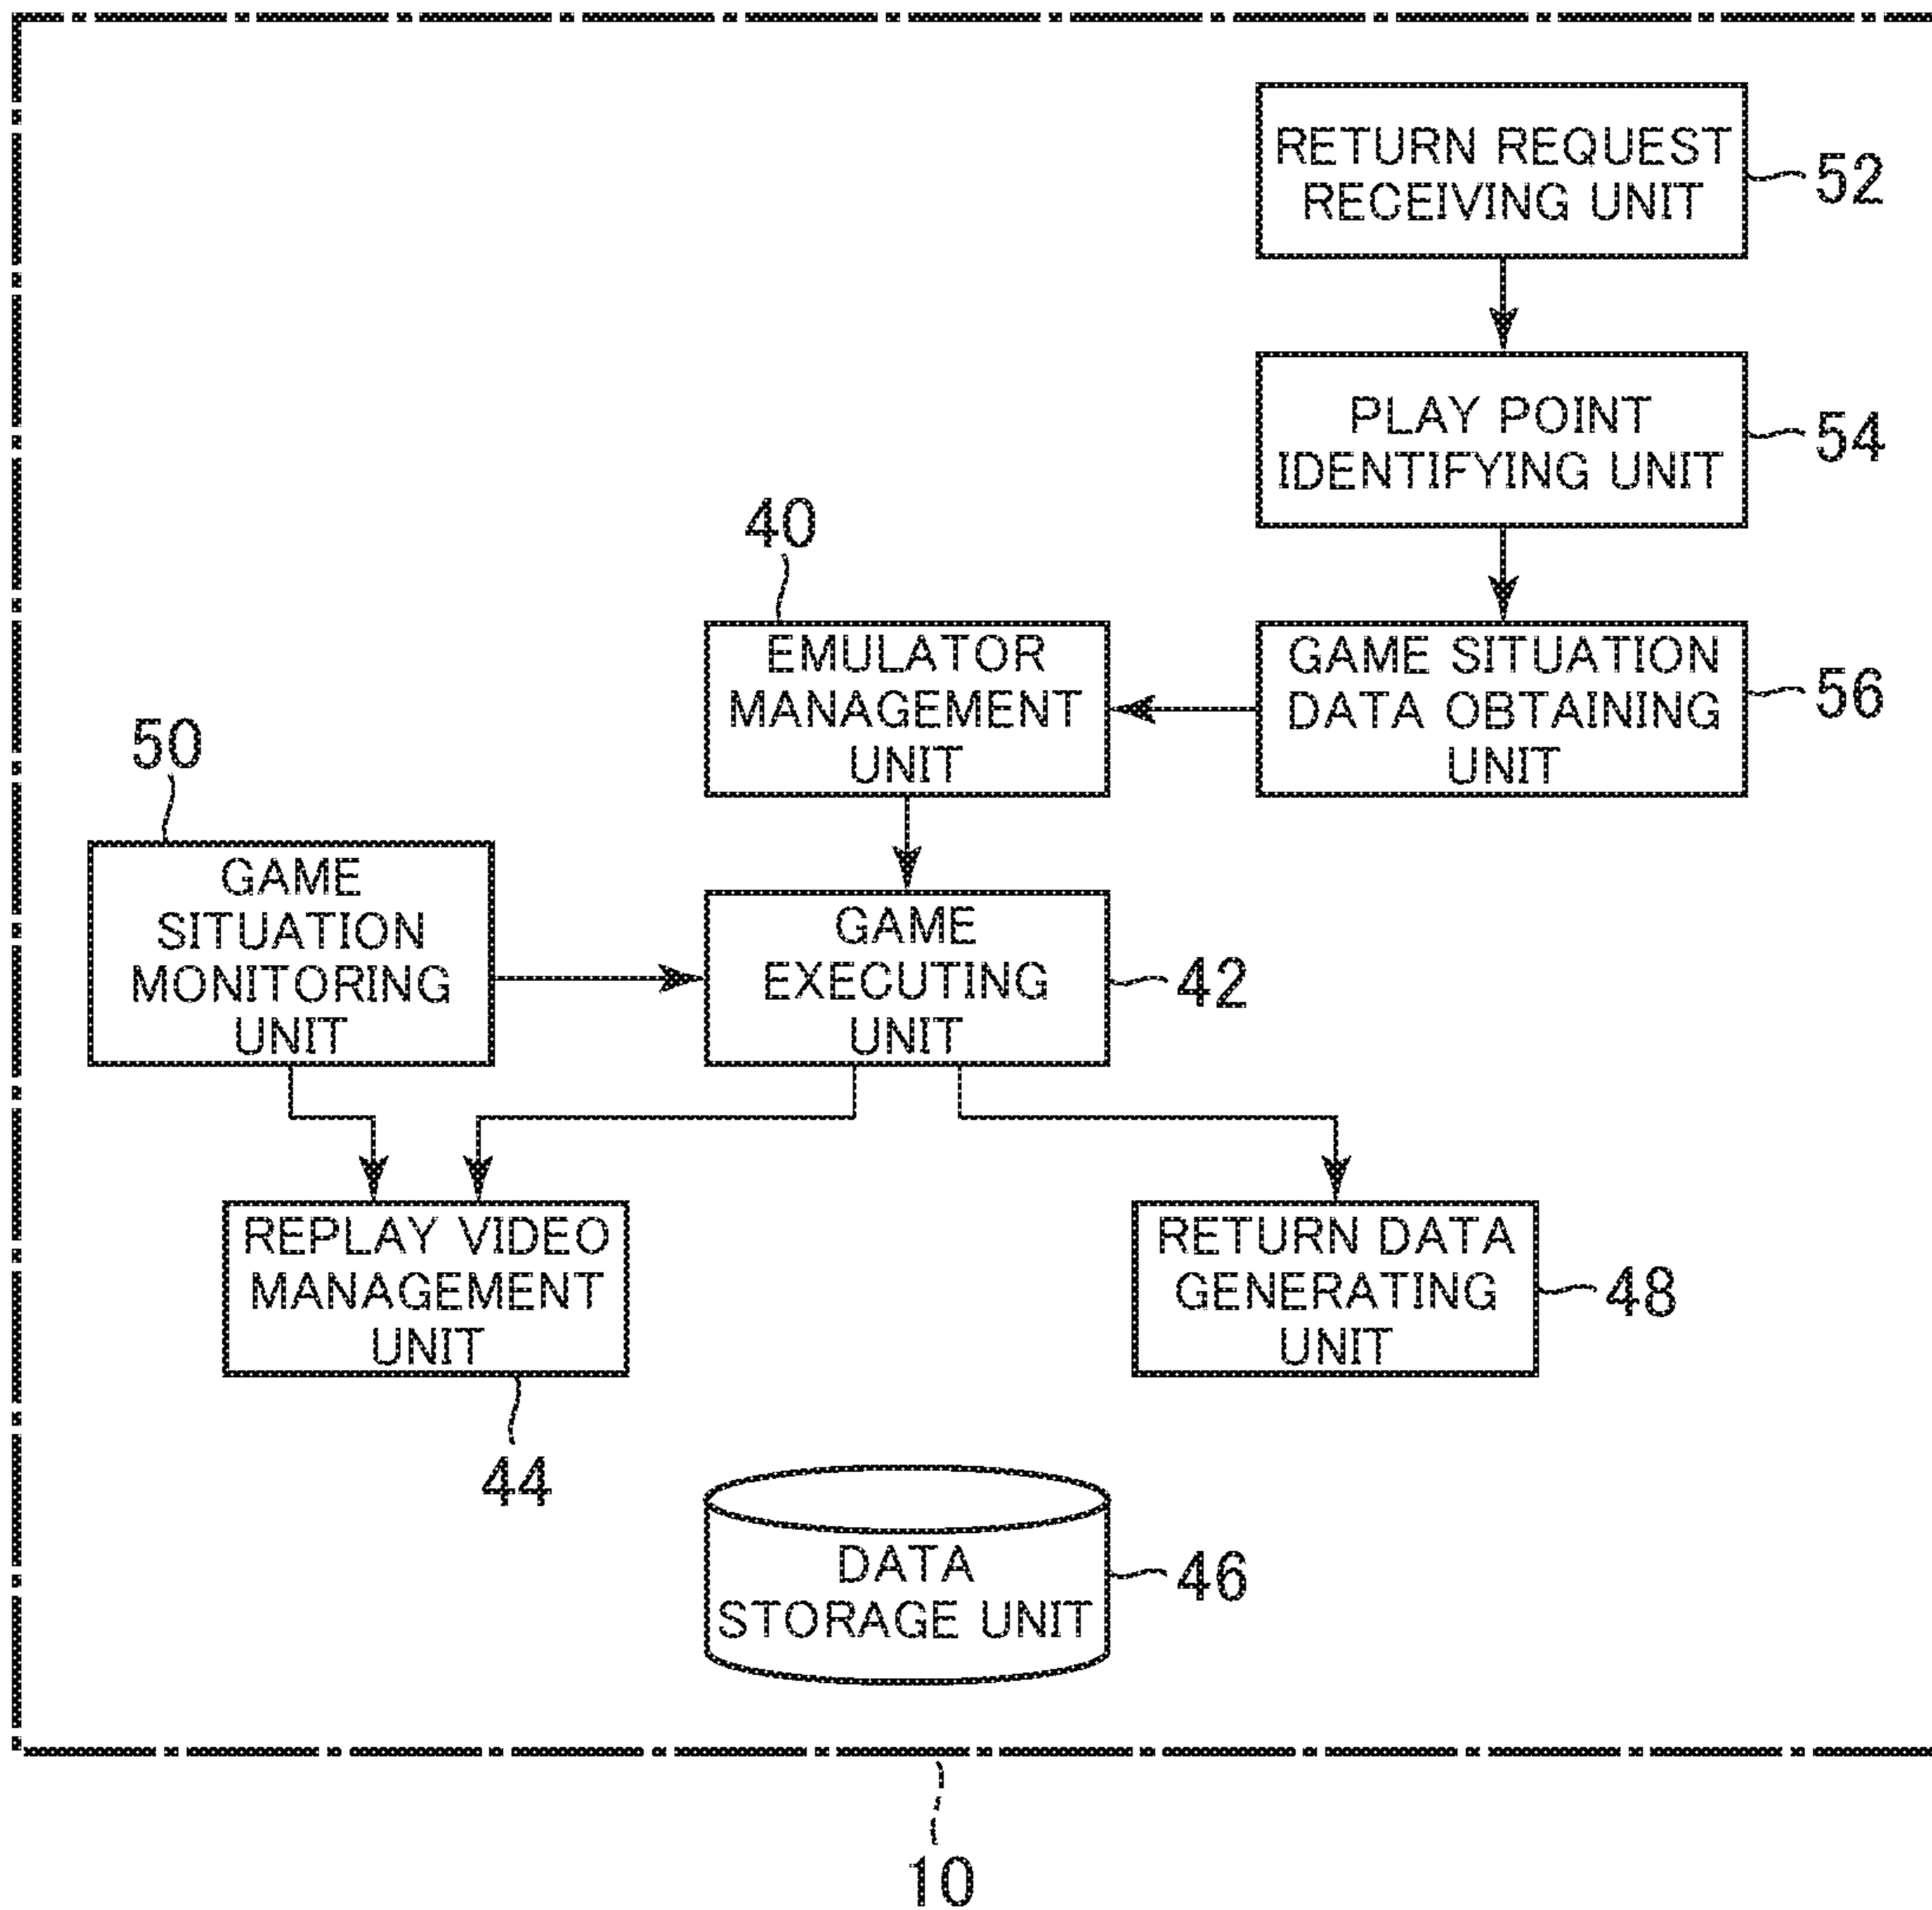 RETURN REQUEST
RECEIVING UNIT
52
PLAY POINT
IDENTIFYING UNIT
54
40
EMULATOR
MANAGEMENT
UNIT
GAME SITUATION
DATA OBTAINING
UNIT
56
50
GAME
SITUATION
MONITORING
UNIT
GAME
EXECUTING
UNIT
42
REPLAY VIDEO
MANAGEMENT
UNIT
44
RETURN DATA
GENERATING
UNIT
48
DATA
STORAGE UNIT
46
10